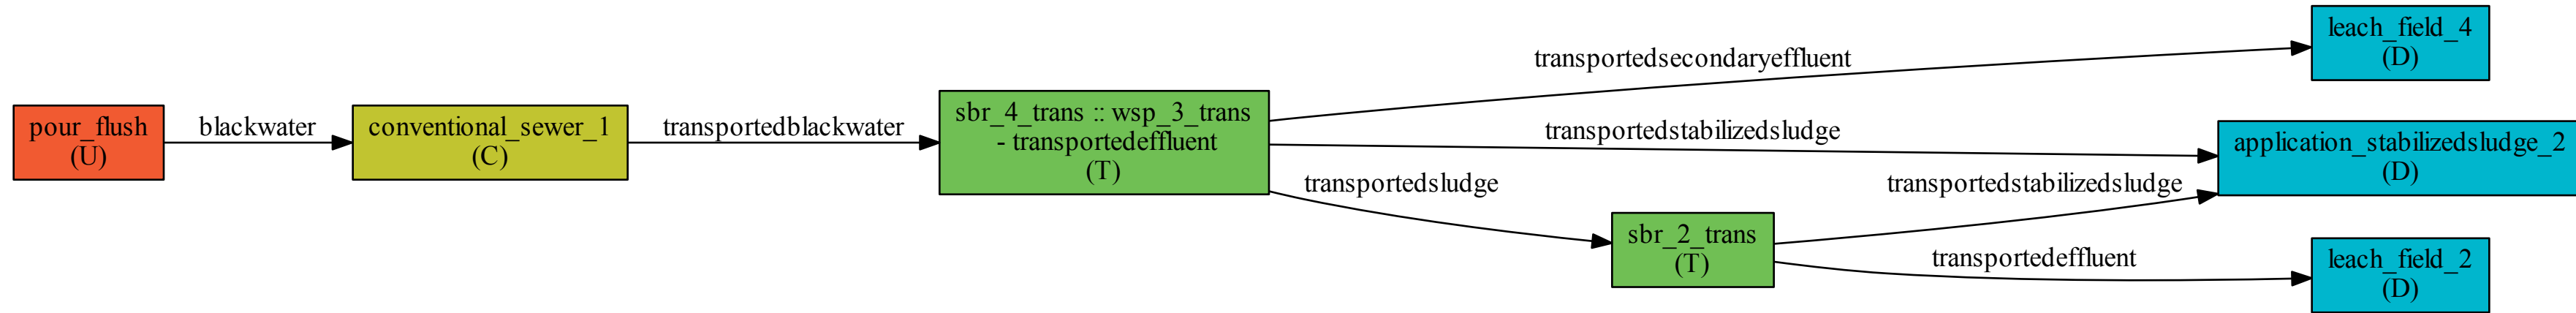 pour_flush
(U)
blackwater
conventional_sewer_1
(C)
transportedblackwater
sbr_4_trans :: wsp_3_trans
- transportedeffluent
(T)
transportedsecondaryeffluent
transportedstabilizedsludge
transportedsludge
sbr_2_trans
(T)
transportedstabilizedsludge
transportedeffluent
leach_field_4
(D)
application_stabilizedsludge_2
(D)
leach_field_2
(D)